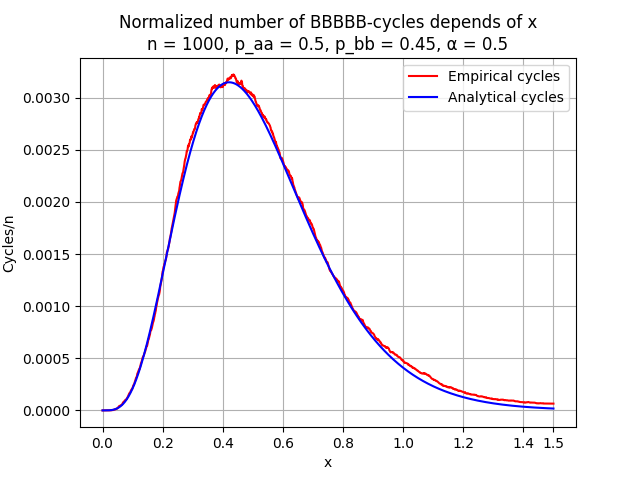 Normalized number of BBBBB-cycles depends of x
n = 1000, p_aa = 0.5, p_bb = 0.45, α = 0.5
Empirical cycles
Analytical cycles
Cycles/n
0.0030
0.0025
0.0020
0.0015
0.0010
0.0005
0.0000
0.0 0.2 0.4 0.6 0.8 1.0 1.2 1.4 1.5
x